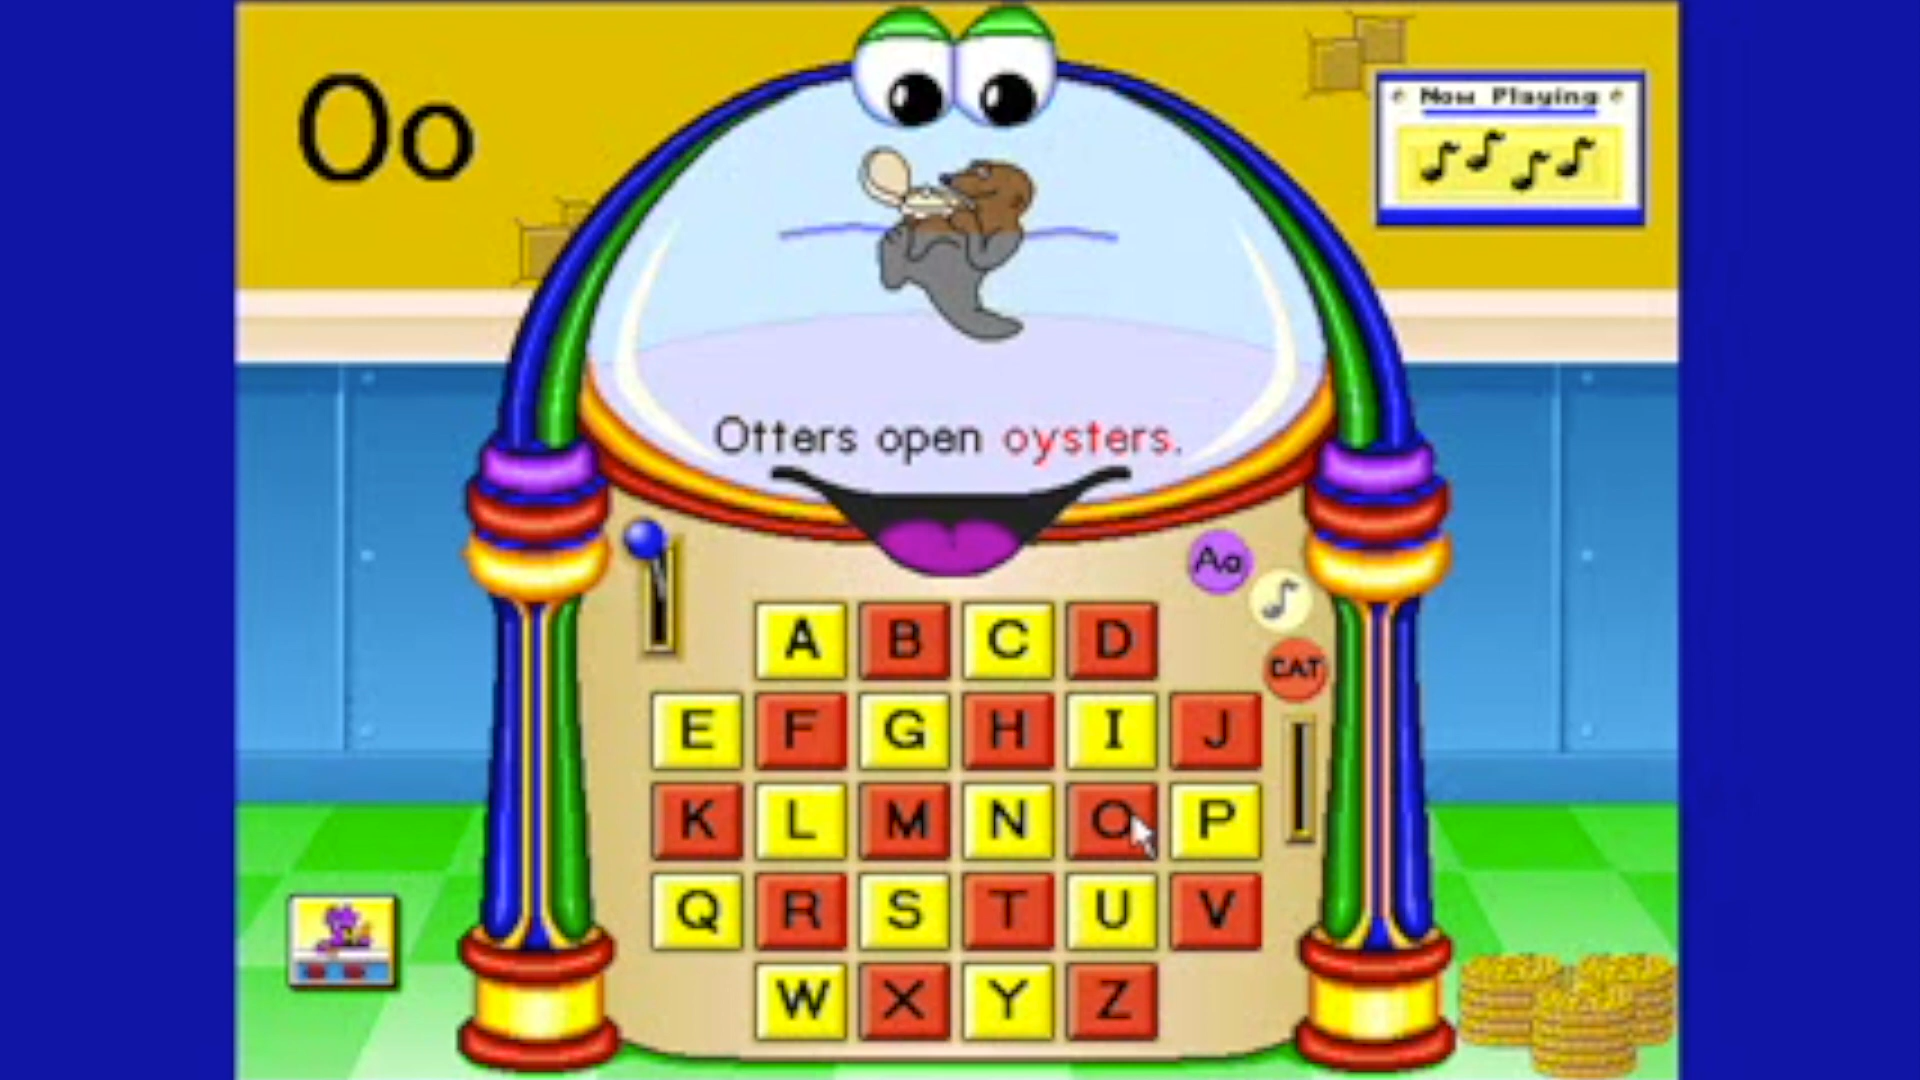 Oo
Now Playing
Otters open oysters.
Aa
CAT
A B C D
E F G H I J
K L M N O P
Q R S T U V
W X Y Z